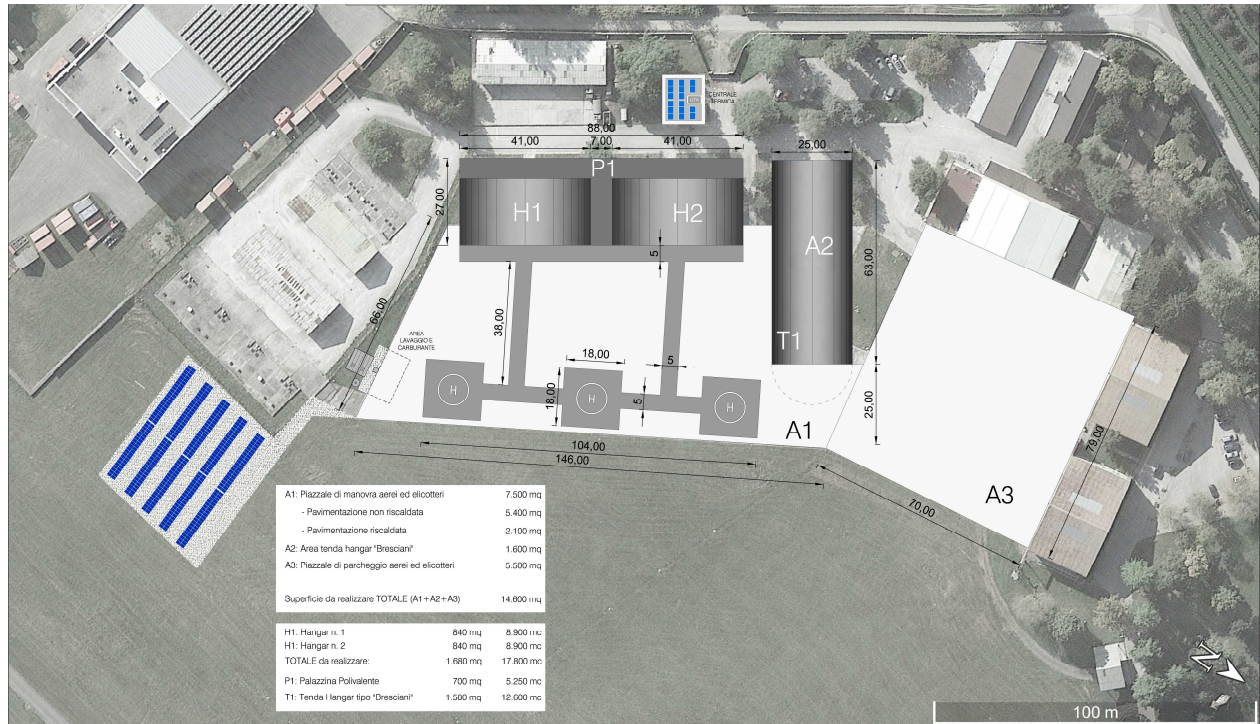 CENTRALE
TERMICA
88,00
41,00
7,00
41,00
25,00
P1
27,00
H1
H2
A2
5
63,00
66,00
38,00
AREA
LAVAGGIO E
CARBURANTE
T1
18,00
5
18,00
5
H
H
H
25,00
A1
79,00
104,00
146,00
70,00
A3
A1: Piazzale di manovra aerei ed elicotteri 7.500 mq
- Pavimentazione non riscaldata 5.400 mq
- Pavimentazione riscaldata 2.100 mq
A2: Area tenda hangar "Bresciani" 1.600 mq
A3: Piazzale di parcheggio aerei ed elicotteri 5.500 mq
Superficie da realizzare TOTALE (A1+A2+A3) 14.600 mq
H1: Hangar n. 1 840 mq 8.900 mc
H1: Hangar n. 2 840 mq 8.900 mc
TOTALE da realizzare: 1.680 mq 17.800 mc
P1: Palazzina Polivalente 700 mq 5.250 mc
T1: Tenda Hangar tipo "Bresciani" 1.500 mq 12.000 mc
N
100 m